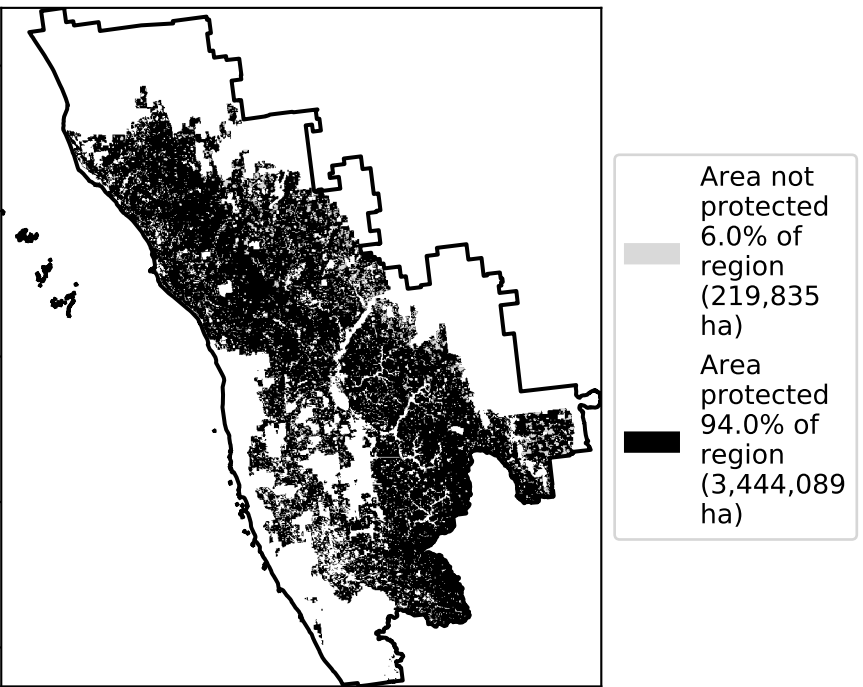 Area not
protected
6.0% of
region
(219,835
ha)
Area
protected
94.0% of
region
(3,444,089
ha)